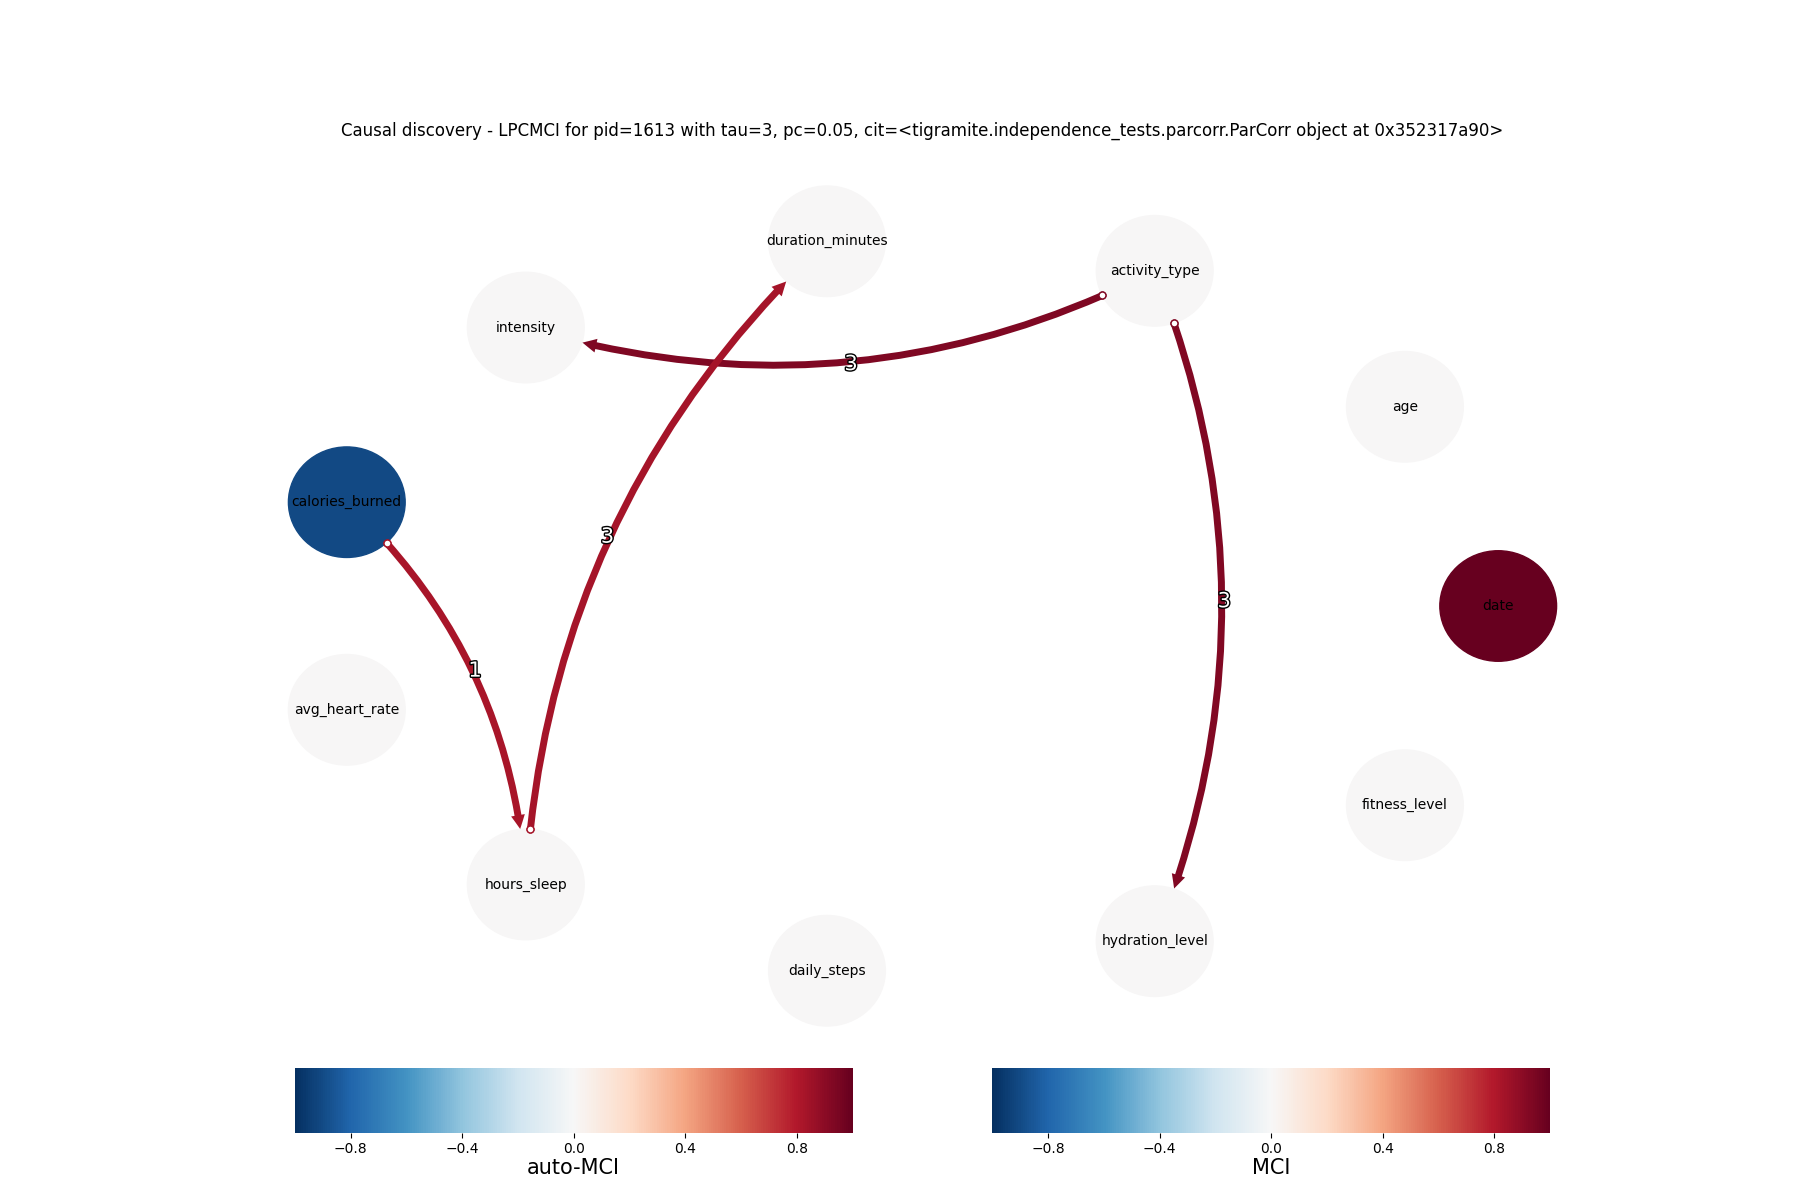 Causal discovery - LPCMCI for pid=1613 with tau=3, pc=0.05, cit=<tigramite.independence_tests.parcorr.ParCorr object at 0x352317a90>
duration_minutes
activity_type
intensity
3
age
calories_burned
3
3
date
1
avg_heart_rate
fitness_level
hours_sleep
hydration_level
daily_steps
−0.8 −0.4 0.0 0.4 0.8
auto-MCI
−0.8 −0.4 0.0 0.4 0.8
MCI